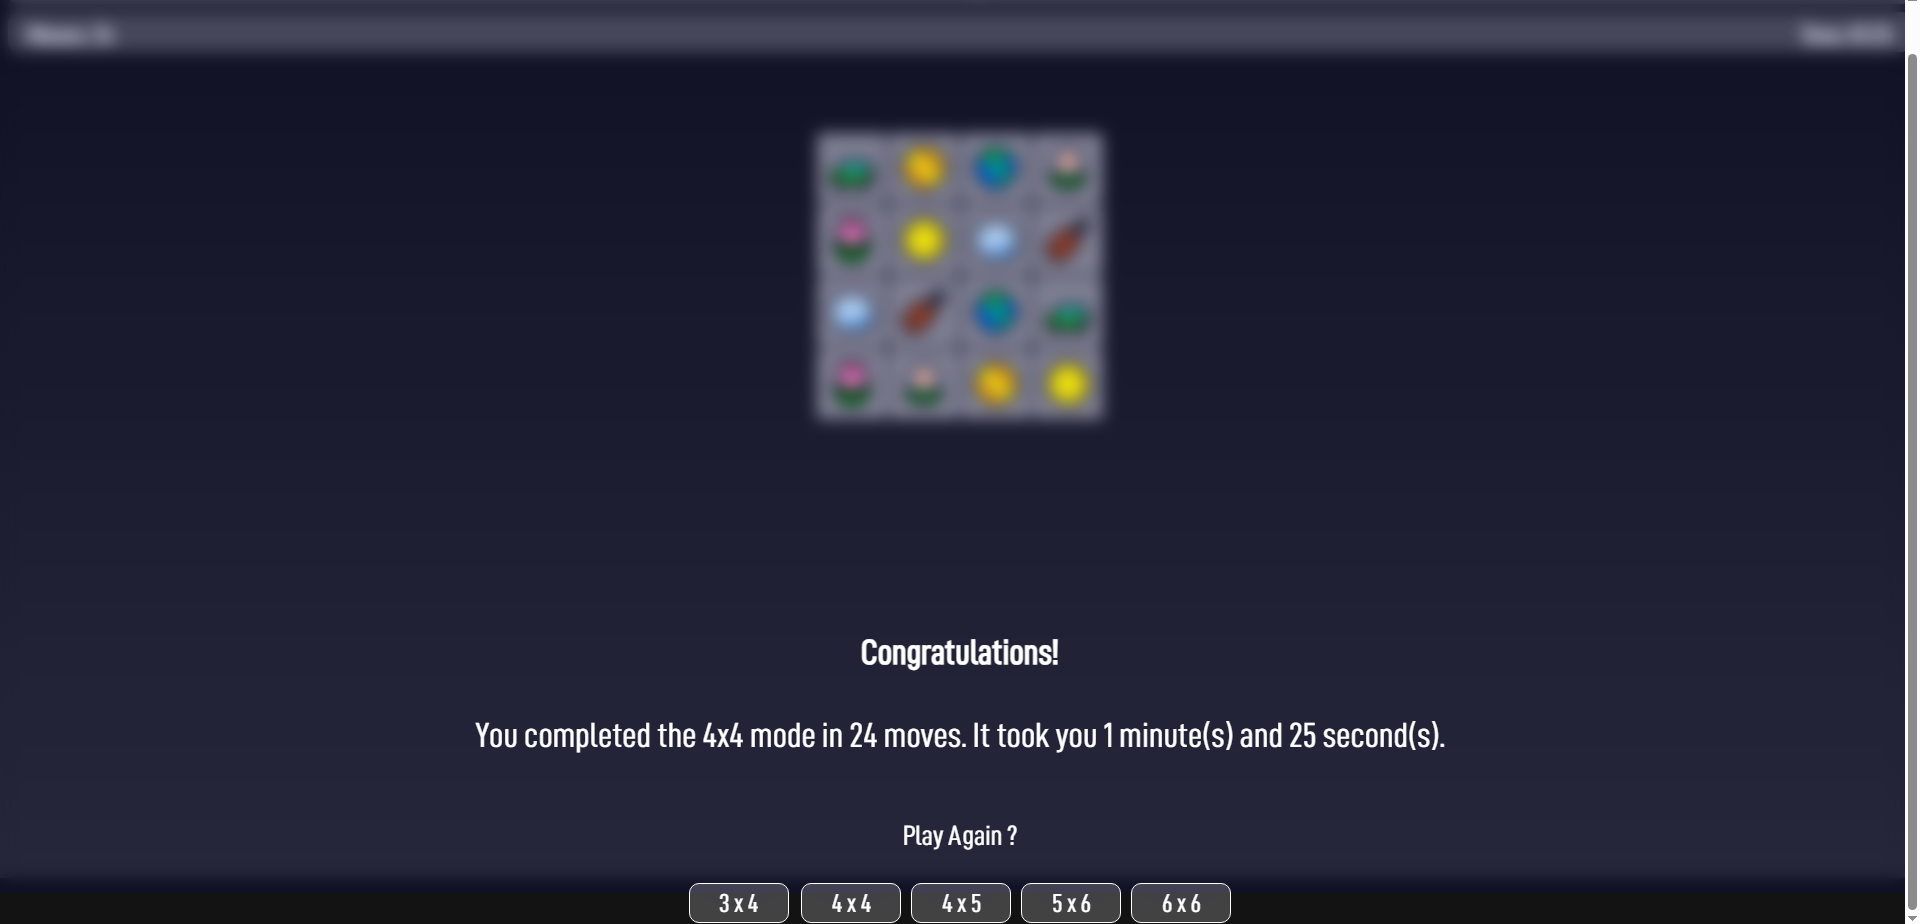 Congratulations!
You completed the 4x4 mode in 24 moves. It took you 1 minute(s) and 25 second(s).
Play Again ?
3 x 4
4 x 4
4 x 5
5 x 6
6 x 6